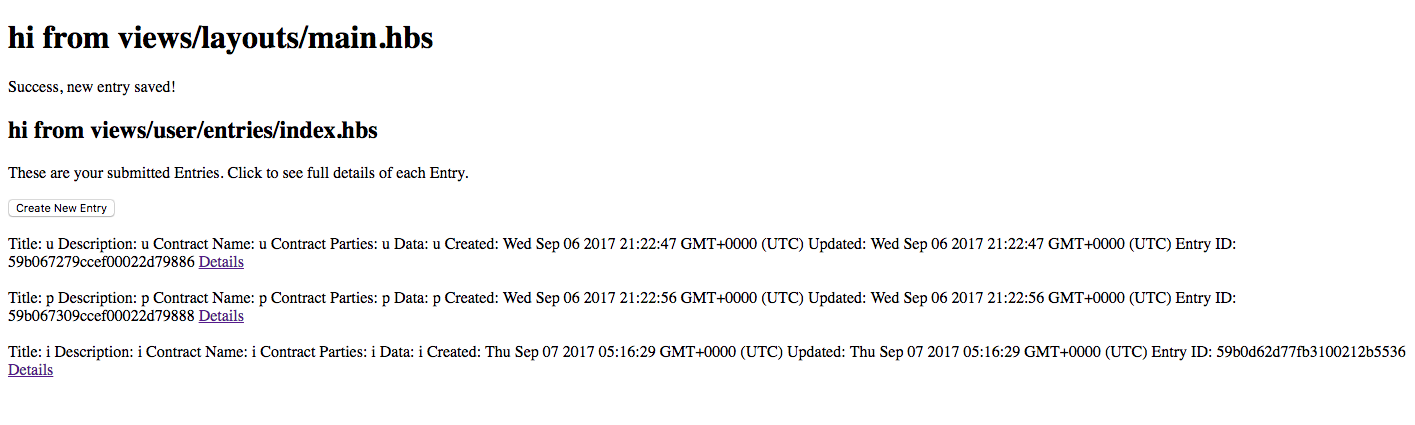 hi from views/layouts/main.hbs
Success, new entry saved!
hi from views/user/entries/index.hbs
These are your submitted Entries. Click to see full details of each Entry.
Create New Entry
Title: u Description: u Contract Name: u Contract Parties: u Data: u Created: Wed Sep 06 2017 21:22:47 GMT+0000 (UTC) Updated: Wed Sep 06 2017 21:22:47 GMT+0000 (UTC) Entry ID:
59b067279ccef00022d79886 Details
Title: p Description: p Contract Name: p Contract Parties: p Data: p Created: Wed Sep 06 2017 21:22:56 GMT+0000 (UTC) Updated: Wed Sep 06 2017 21:22:56 GMT+0000 (UTC) Entry ID:
59b067309ccef00022d79888 Details
Title: i Description: i Contract Name: i Contract Parties: i Data: i Created: Thu Sep 07 2017 05:16:29 GMT+0000 (UTC) Updated: Thu Sep 07 2017 05:16:29 GMT+0000 (UTC) Entry ID: 59b0d62d77fb3100212b5536
Details